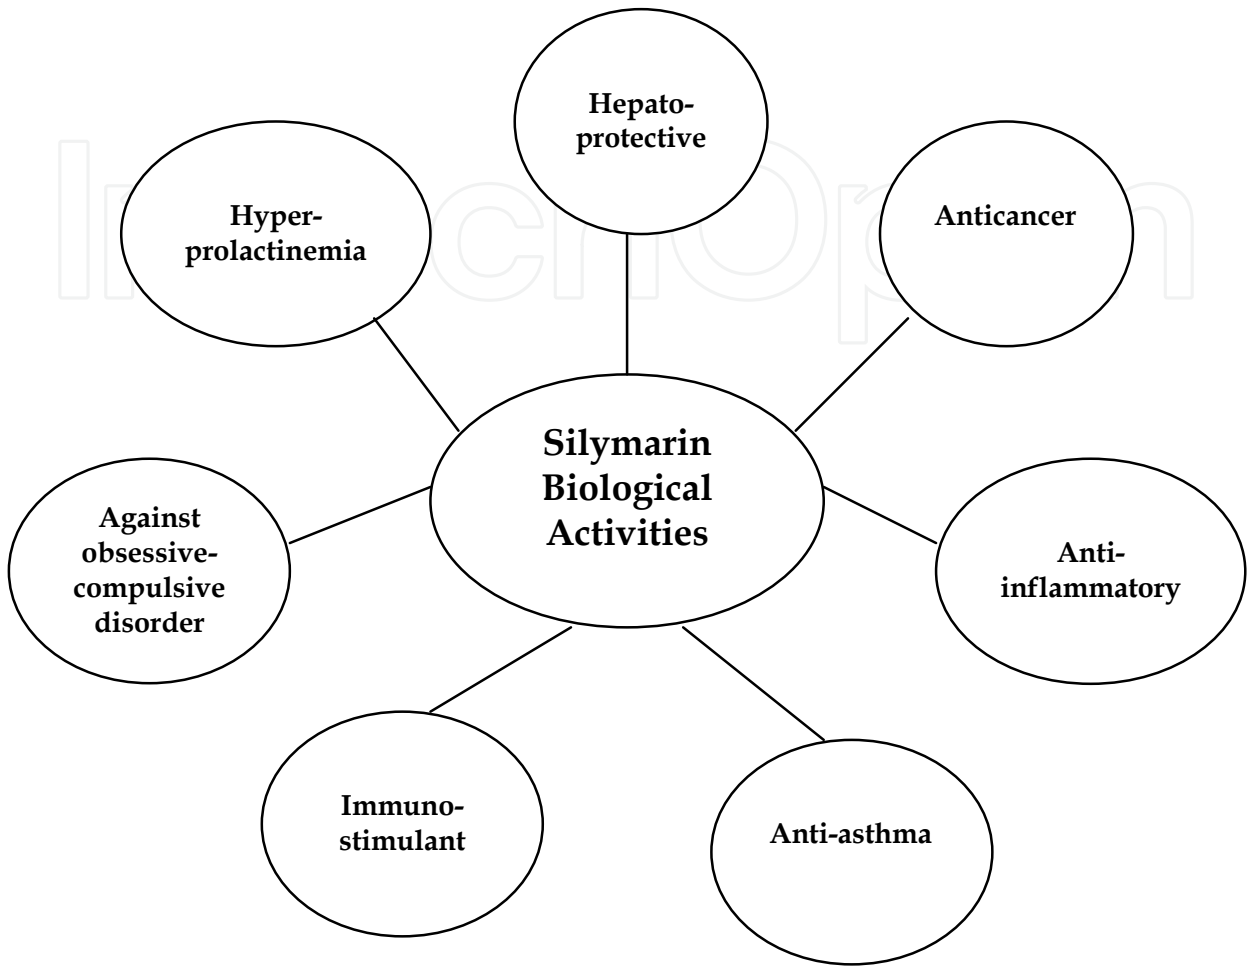 Hepato-
protective
Hyper-
prolactinemia
Anticancer
Silymarin
Biological
Activities
Against
obsessive-
compulsive
disorder
Anti-
inflammatory
Immuno-
stimulant
Anti-asthma